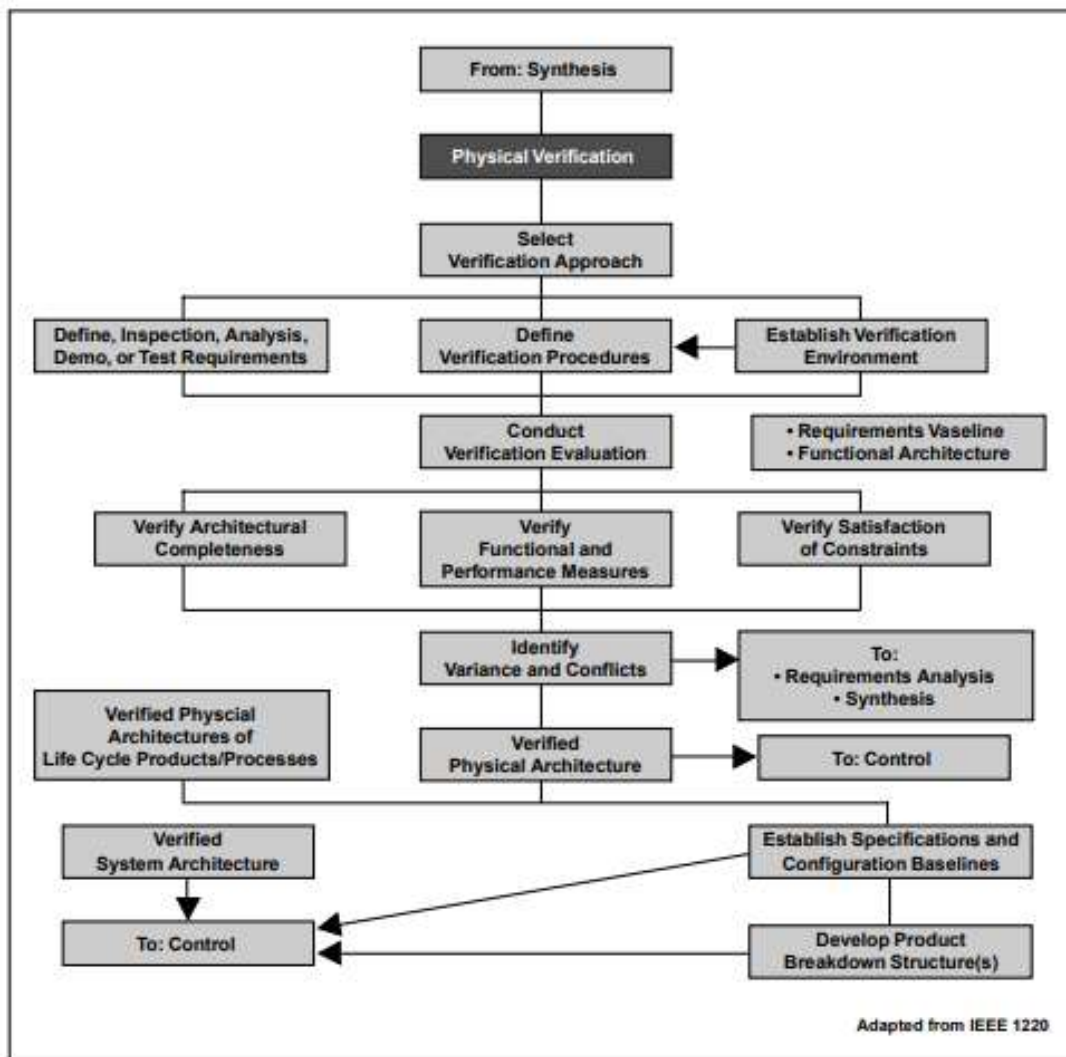 From: Synthesis
Physical Verification
Select
Verification Approach
Define, Inspection, Analysis,
Demo, or Test Requirements
Define
Verification Procedures
Establish Verification
Environment
Conduct
Verification Evaluation
• Requirements Vaseline
• Functional Architecture
Verify Architectural
Completeness
Verify
Functional and
Performance Measures
Verify Satisfaction
of Constraints
Identify
Variance and Conflicts
To:
• Requirements Analysis
• Synthesis
Verified Physcial
Architectures of
Life Cycle Products/Processes
Verified
Physical Architecture
To: Control
Verified
System Architecture
Establish Specifications and
Configuration Baselines
To: Control
Develop Product
Breakdown Structure(s)
Adapted from IEEE 1220